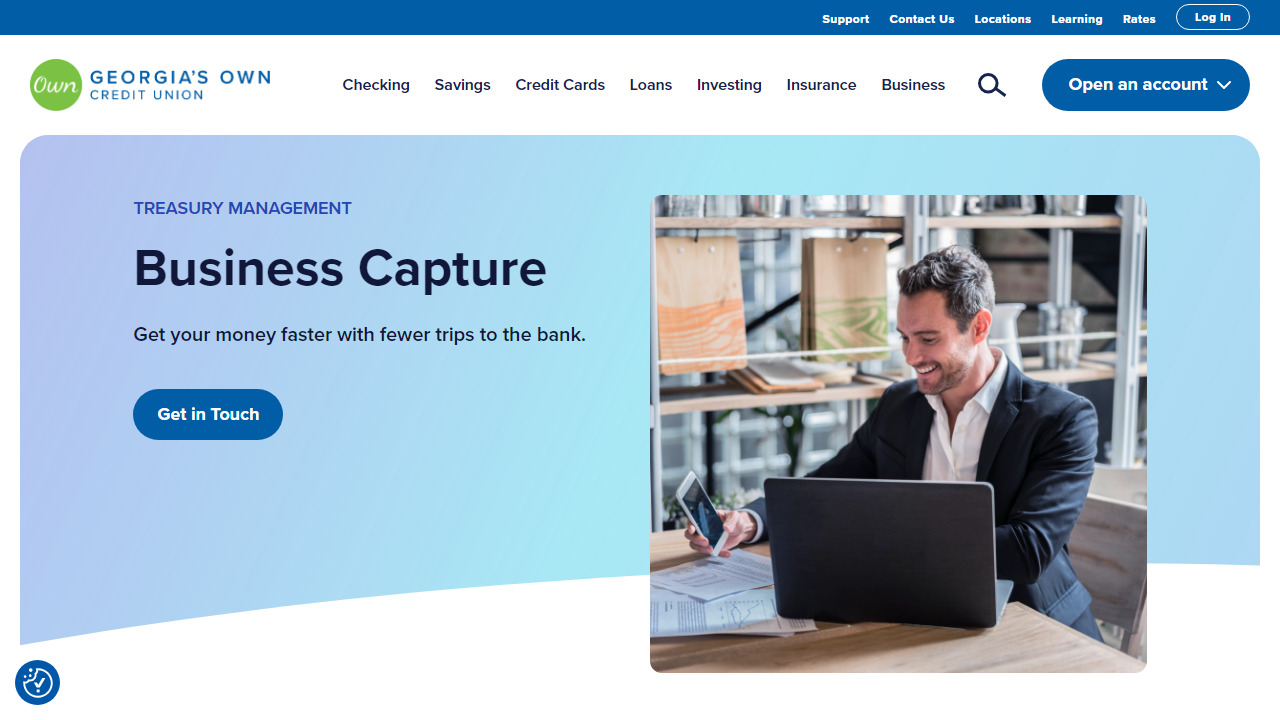 Support
Contact Us
Locations
Learning
Rates
Log In
Own
GEORGIA'S OWN
CREDIT UNION
Checking
Savings
Credit Cards
Loans
Investing
Insurance
Business
Open an account
TREASURY MANAGEMENT
Business Capture
Get your money faster with fewer trips to the bank.
Get in Touch